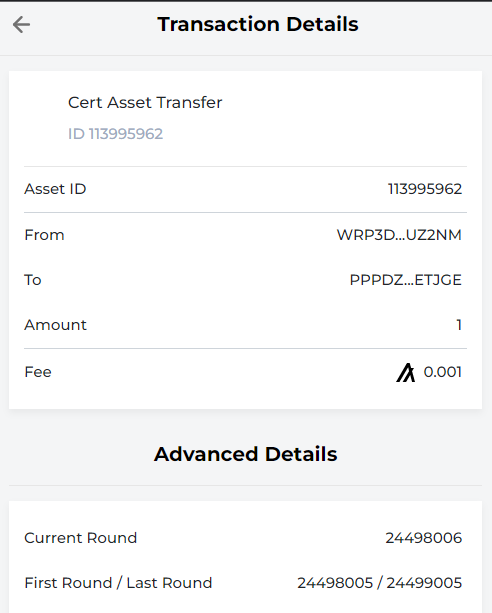 Transaction Details
Cert Asset Transfer
ID 113995962
Asset ID 113995962
From WRP3D...UZ2NM
To PPPDZ...ETJGE
Amount 1
Fee 0.001
Advanced Details
Current Round 24498006
First Round / Last Round 24498005 / 24499005